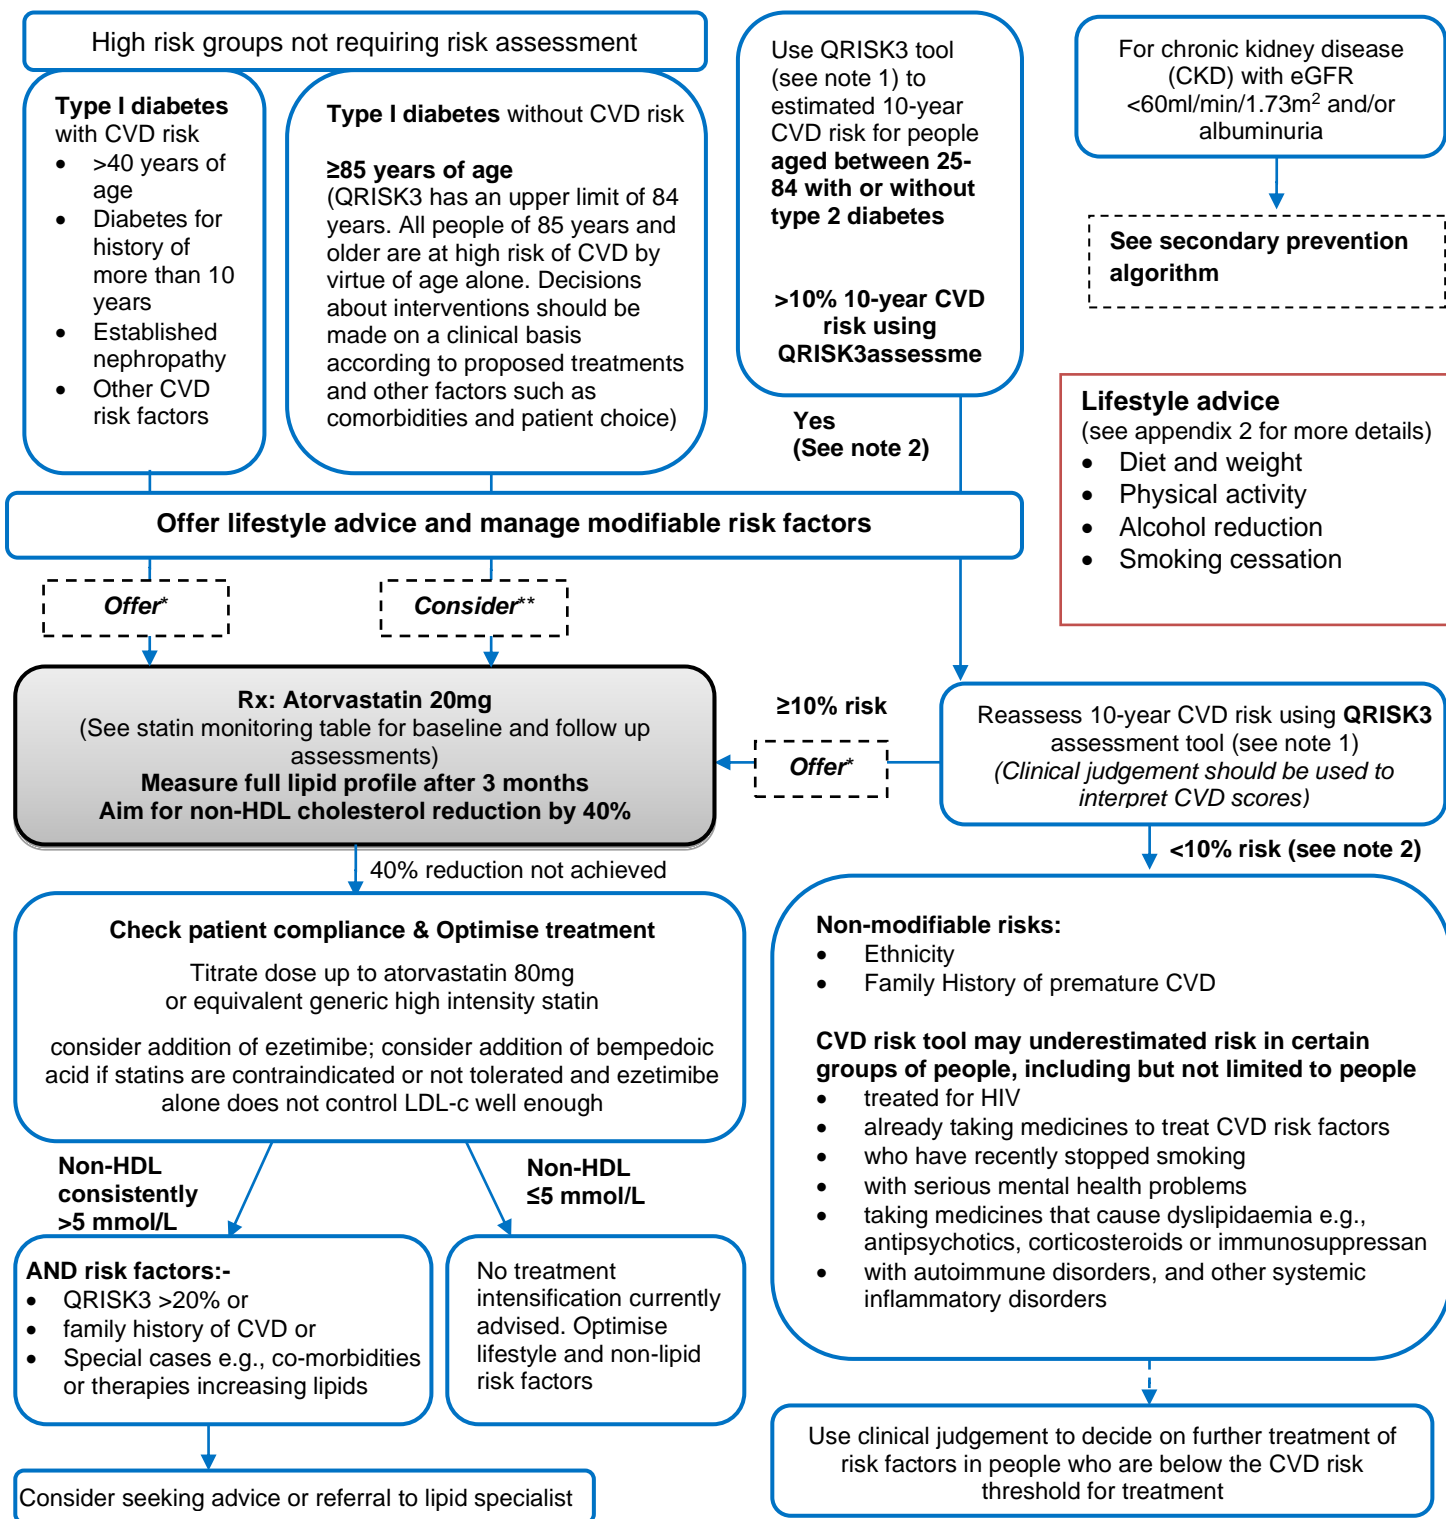 High risk groups not requiring risk assessment
Type I diabetes
with CVD risk
• >40 years of
age
• Diabetes for
history of
more than 10
years
• Established
nephropathy
• Other CVD
risk factors
Type I diabetes without CVD risk
≥85 years of age
(QRISK3 has an upper limit of 84
years. All people of 85 years and
older are at high risk of CVD by
virtue of age alone. Decisions
about interventions should be
made on a clinical basis
according to proposed treatments
and other factors such as
comorbidities and patient choice)
Use QRISK3 tool
(see note 1) to
estimated 10-year
CVD risk for people
aged between 25-
84 with or without
type 2 diabetes
>10% 10-year CVD
risk using
QRISK3assessme
For chronic kidney disease
(CKD) with eGFR
<60ml/min/1.73m² and/or
albuminuria
See secondary prevention
algorithm
Lifestyle advice
(see appendix 2 for more details)
• Diet and weight
• Physical activity
• Alcohol reduction
• Smoking cessation
Yes
(See note 2)
Offer lifestyle advice and manage modifiable risk factors
Offer*
Consider**
Rx: Atorvastatin 20mg
(See statin monitoring table for baseline and follow up
assessments)
Measure full lipid profile after 3 months
Aim for non-HDL cholesterol reduction by 40%
≥10% risk
Offer*
Reassess 10-year CVD risk using QRISK3
assessment tool (see note 1)
(Clinical judgement should be used to
interpret CVD scores)
<10% risk (see note 2)
40% reduction not achieved
Check patient compliance & Optimise treatment
Titrate dose up to atorvastatin 80mg
or equivalent generic high intensity statin
consider addition of ezetimibe; consider addition of bempedoic
acid if statins are contraindicated or not tolerated and ezetimibe
alone does not control LDL-c well enough
Non-HDL
consistently
>5 mmol/L
Non-HDL
≤5 mmol/L
AND risk factors:-
• QRISK3 >20% or
• family history of CVD or
• Special cases e.g., co-morbidities
or therapies increasing lipids
No treatment
intensification currently
advised. Optimise
lifestyle and non-lipid
risk factors
Consider seeking advice or referral to lipid specialist
Non-modifiable risks:
• Ethnicity
• Family History of premature CVD
CVD risk tool may underestimated risk in certain
groups of people, including but not limited to people
• treated for HIV
• already taking medicines to treat CVD risk factors
• who have recently stopped smoking
• with serious mental health problems
• taking medicines that cause dyslipidaemia e.g.,
antipsychotics, corticosteroids or immunosuppressan
• with autoimmune disorders, and other systemic
inflammatory disorders
Use clinical judgement to decide on further treatment of
risk factors in people who are below the CVD risk
threshold for treatment